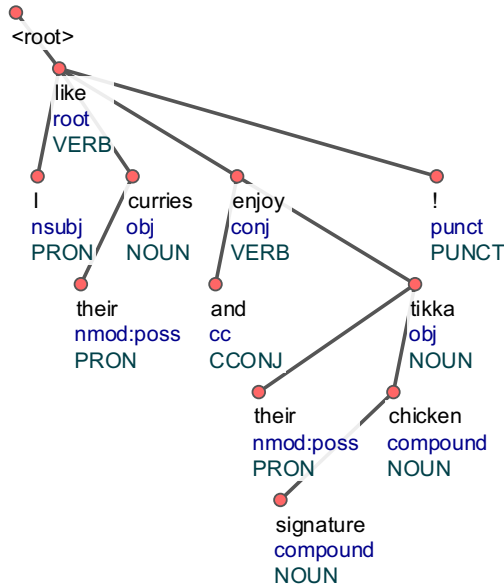 <root>
like
root
VERB
I
nsubj
PRON
curries
obj
NOUN
enjoy
conj
VERB
!
punct
PUNCT
their
nmod:poss
PRON
and
cc
CCONJ
tikka
obj
NOUN
their
nmod:poss
PRON
chicken
compound
NOUN
signature
compound
NOUN